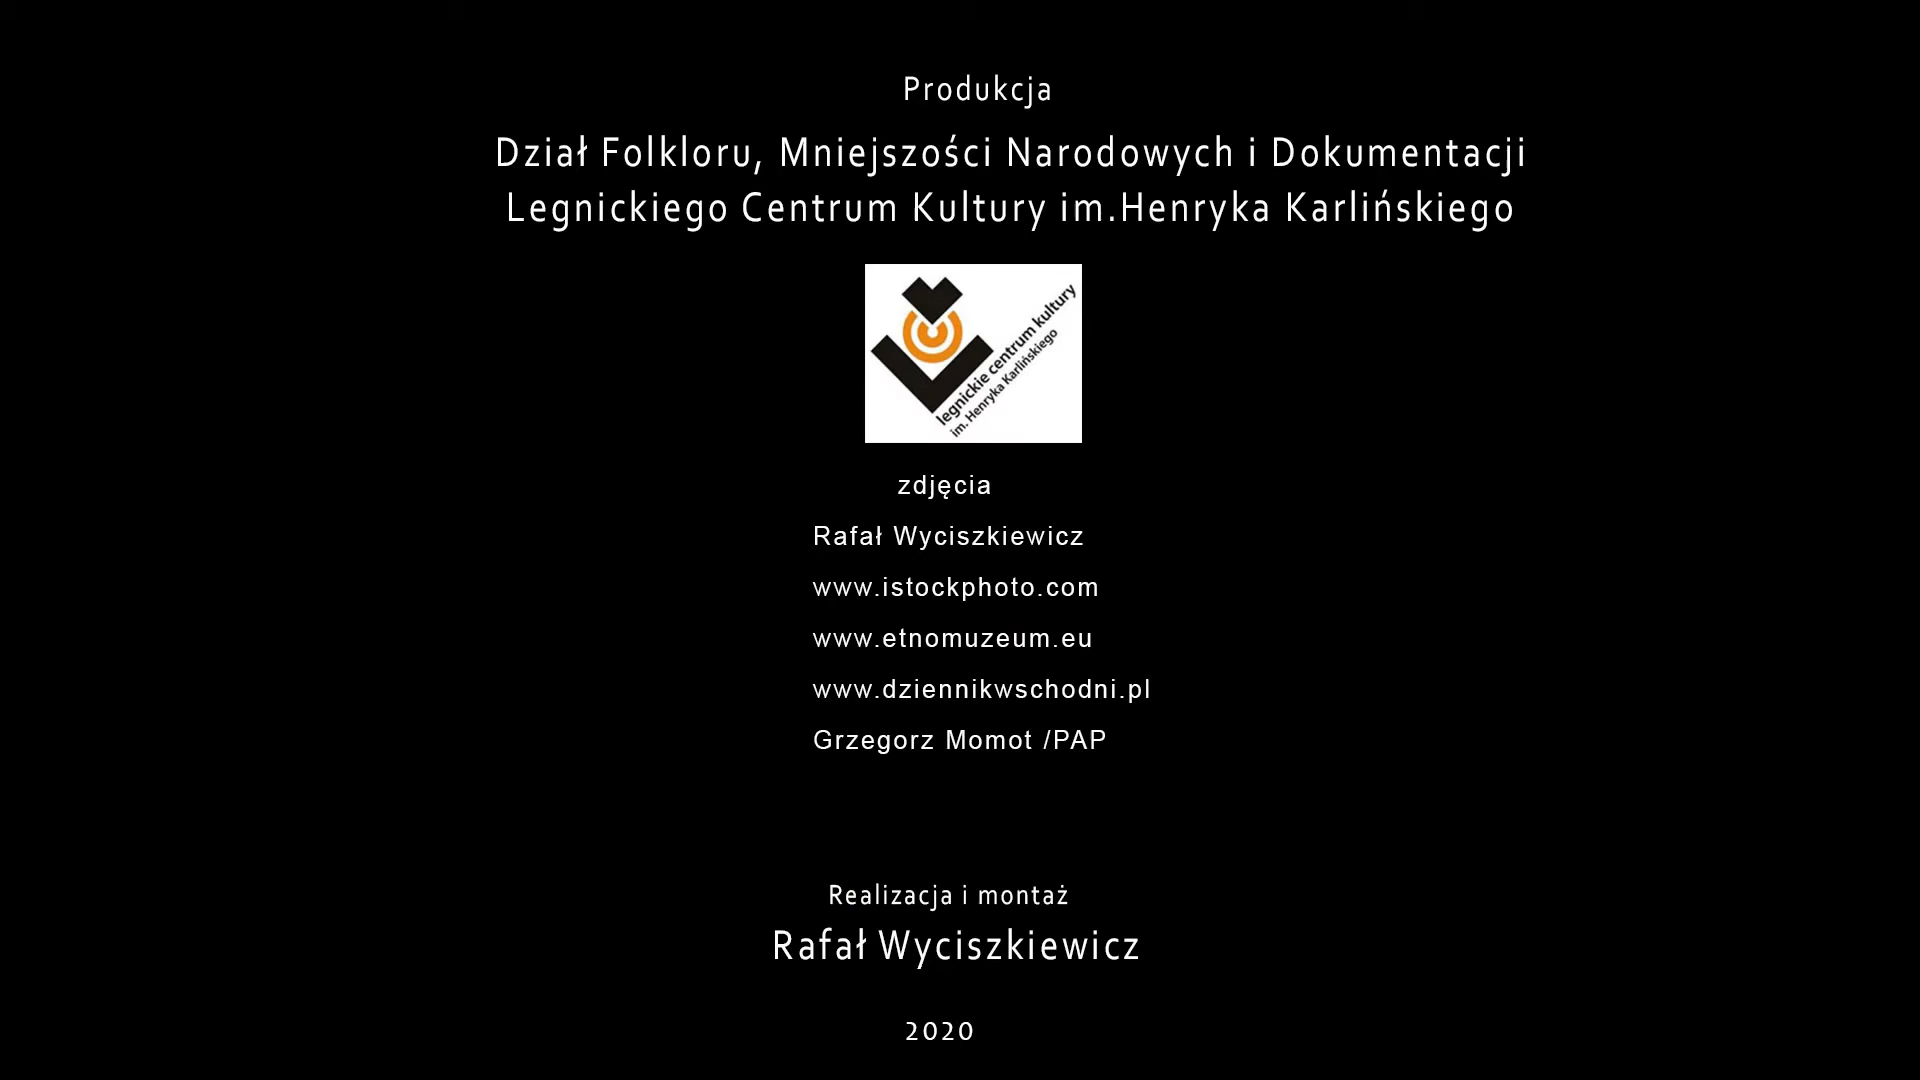 Produkcja
Dział Folkloru, Mniejszości Narodowych i Dokumentacji
Legnickiego Centrum Kultury im.Henryka Karlińskiego
legnickie centrum kultury
im. Henryka Karlińskiego
zdjęcia
Rafał Wyciszkiewicz
www.istockphoto.com
www.etnomuzeum.eu
www.dziennikwschodni.pl
Grzegorz Momot /PAP
Realizacja i montaż
Rafał Wyciszkiewicz
2020